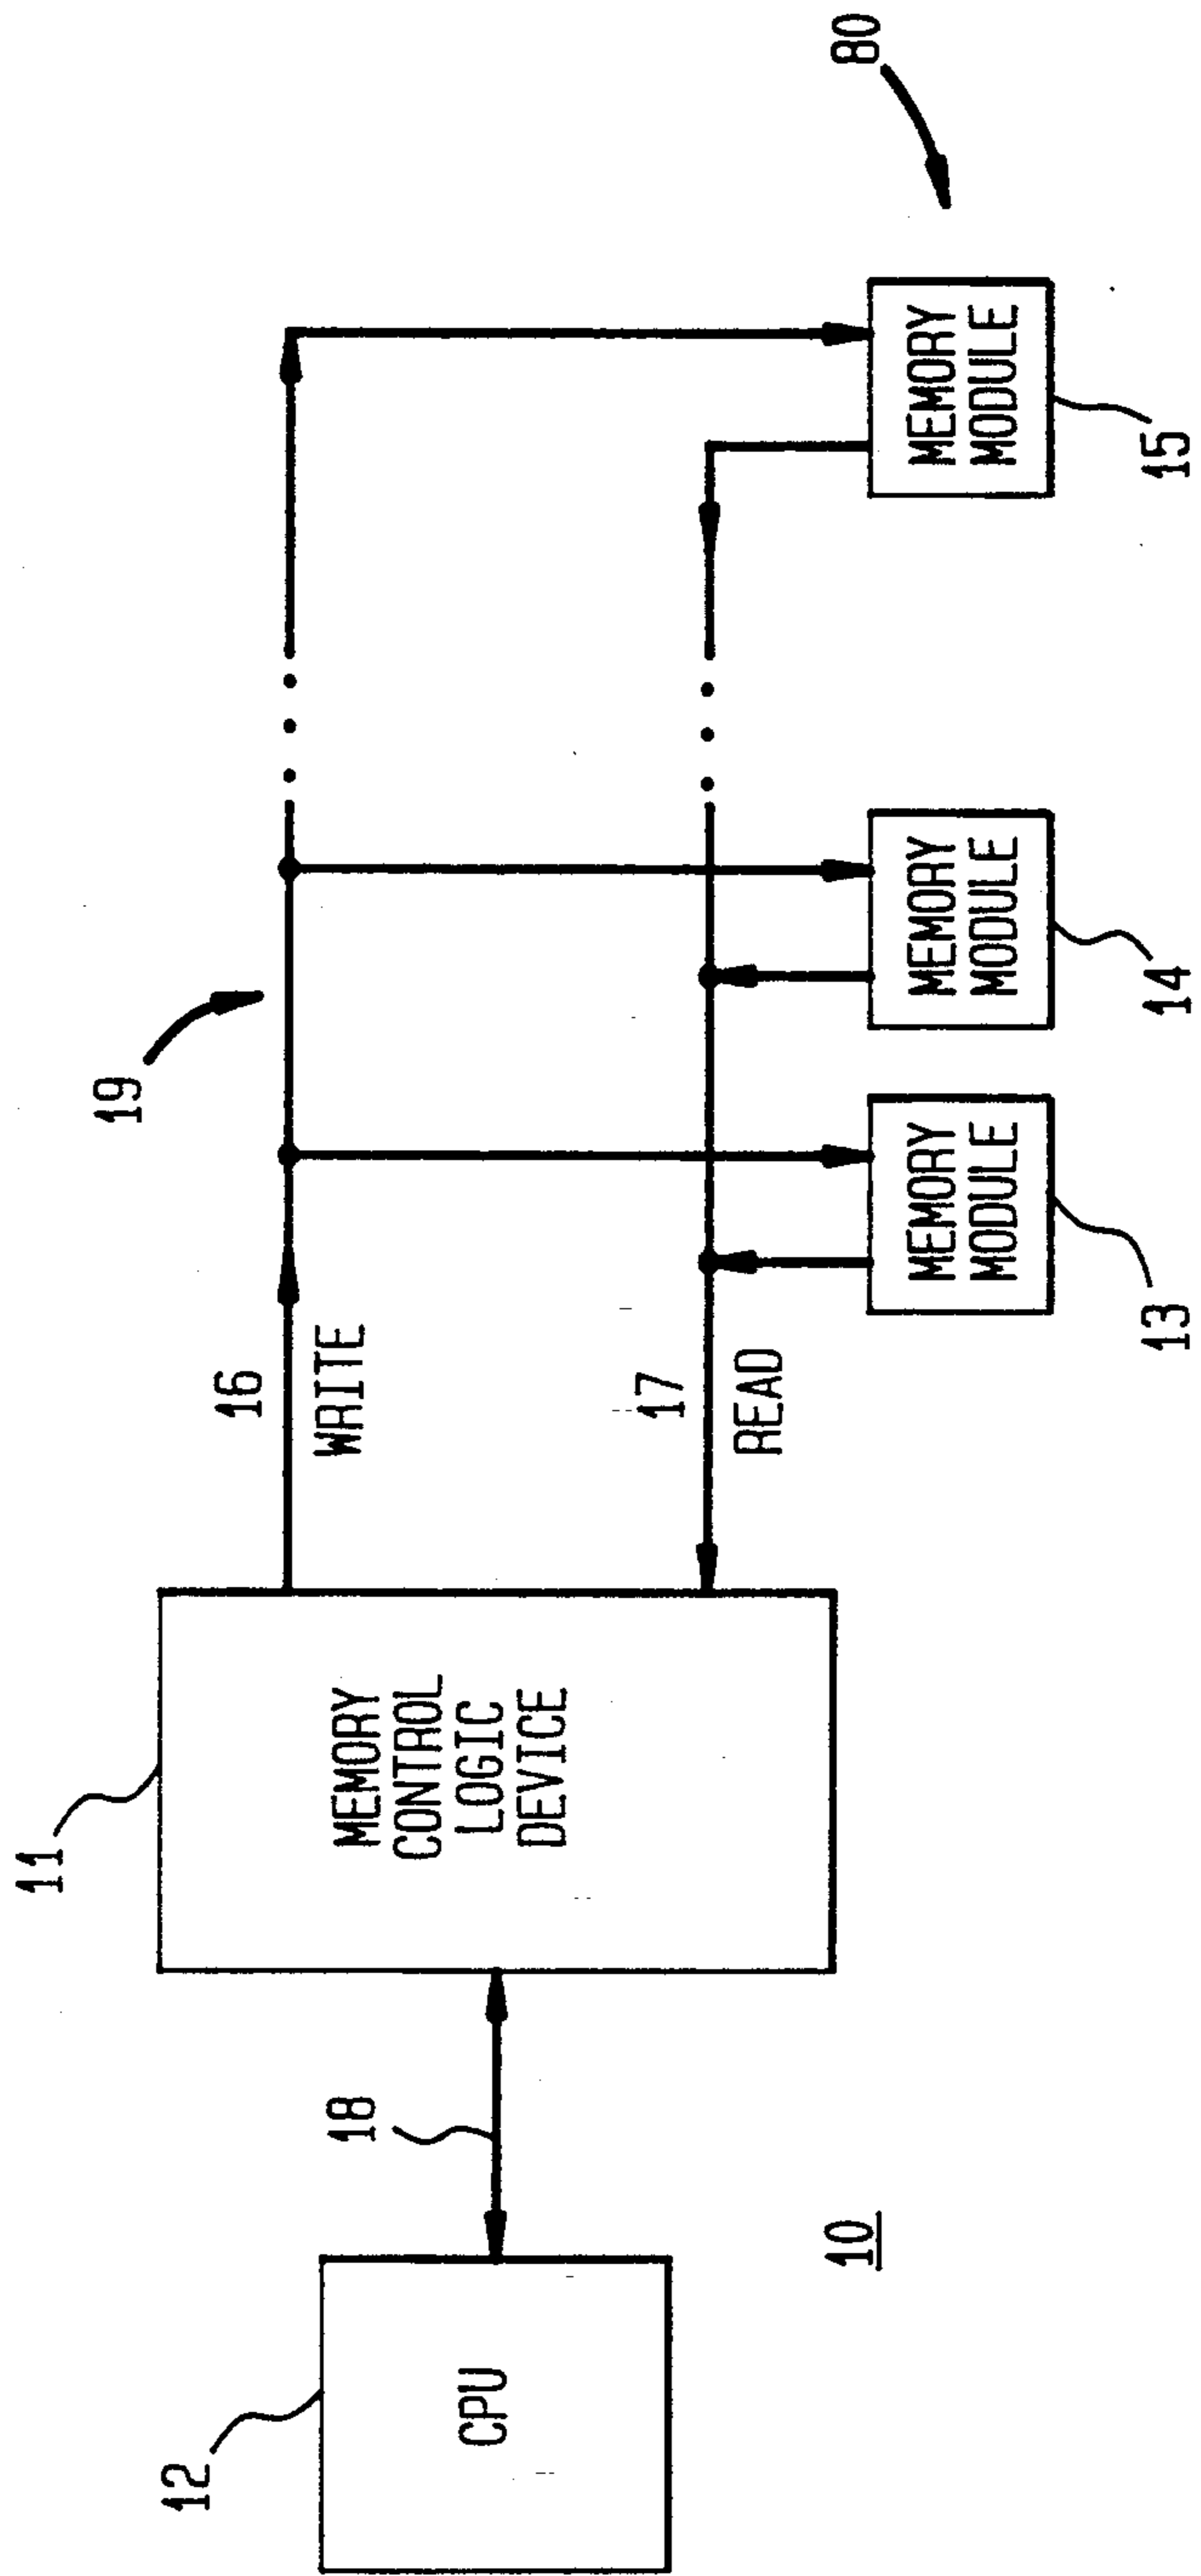 12
CPU
10
18
11
MEMORY
CONTROL
LOGIC
DEVICE
16
WRITE
17
READ
19
13
MEMORY
MODULE
14
MEMORY
MODULE
15
MEMORY
MODULE
80